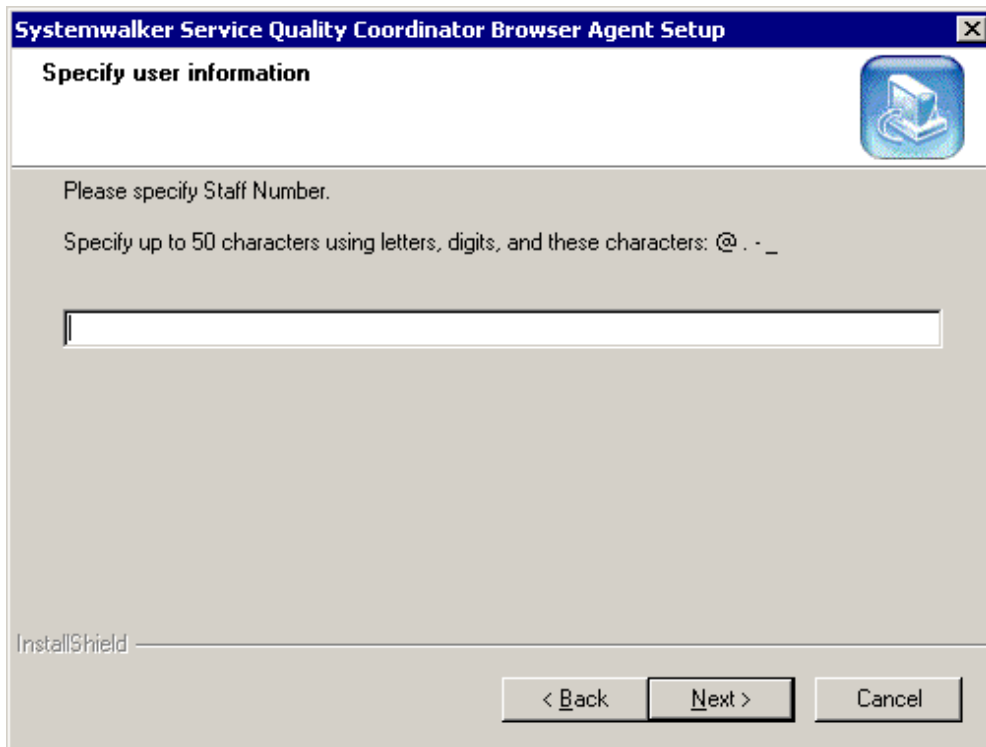 Systemwalker Service Quality Coordinator Browser Agent Setup
Specify user information
Please specify Staff Number.
Specify up to 50 characters using letters, digits, and these characters: @ . - _
InstallShield
< Back
Next >
Cancel